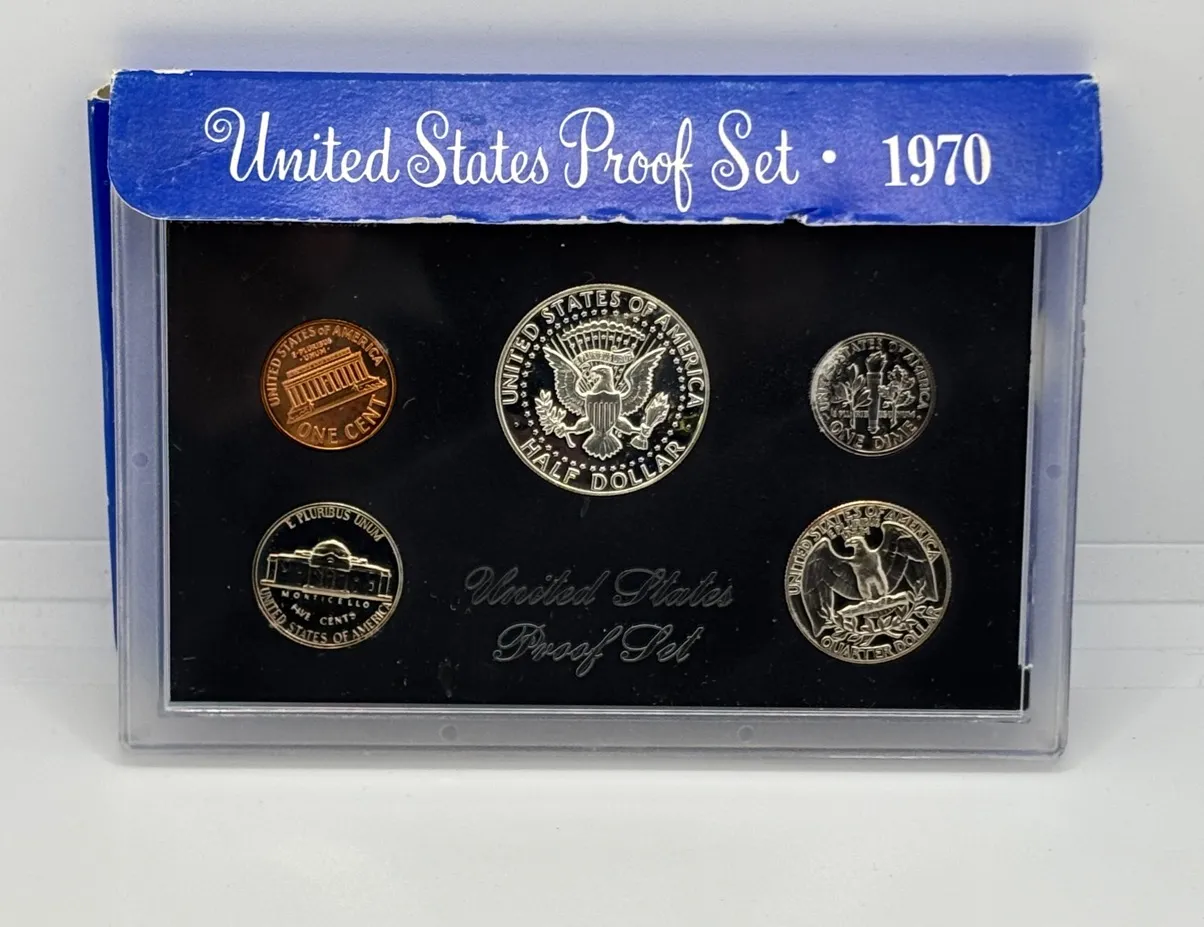 United States Proof Set · 1970
UNITED STATES OF AMERICA
E PLURIBUS
· UNUM ·
ONE CENT
UNITED STATES OF AMERICA
HALF DOLLAR
UNITED STATES OF AMERICA
E PLURIBUS UNUM
ONE DIME
E PLURIBUS UNUM
MONTICELLO
FIVE CENTS
UNITED STATES OF AMERICA
United States
Proof Set
UNITED STATES OF AMERICA
QUARTER DOLLAR